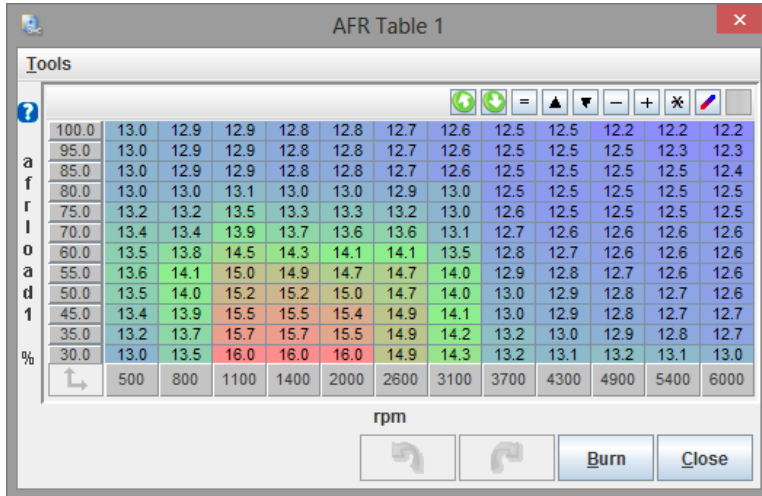 AFR Table 1
Tools
= - +
100.0 13.0 12.9 12.9 12.8 12.8 12.7 12.6 12.5 12.5 12.2 12.2 12.2
95.0 13.0 12.9 12.9 12.8 12.8 12.7 12.6 12.5 12.5 12.5 12.3 12.3
85.0 13.0 12.9 12.9 12.8 12.8 12.7 12.6 12.5 12.5 12.5 12.5 12.4
80.0 13.0 13.0 13.1 13.0 13.0 12.9 13.0 12.5 12.5 12.5 12.5 12.5
75.0 13.2 13.2 13.5 13.3 13.3 13.2 13.0 12.6 12.5 12.5 12.5 12.5
70.0 13.4 13.4 13.9 13.7 13.6 13.6 13.1 12.7 12.6 12.6 12.6 12.6
60.0 13.5 13.8 14.5 14.3 14.1 14.1 13.5 12.8 12.7 12.6 12.6 12.6
55.0 13.6 14.1 15.0 14.9 14.7 14.7 14.0 12.9 12.8 12.7 12.6 12.6
50.0 13.5 14.0 15.2 15.2 15.0 14.7 14.0 13.0 12.9 12.8 12.7 12.6
45.0 13.4 13.9 15.5 15.5 15.4 14.9 14.1 13.0 12.9 12.8 12.7 12.7
35.0 13.2 13.7 15.7 15.7 15.5 14.9 14.2 13.2 13.0 12.9 12.8 12.7
30.0 13.0 13.5 16.0 16.0 16.0 14.9 14.3 13.2 13.1 13.2 13.1 13.0
500 800 1100 1400 2000 2600 3100 3700 4300 4900 5400 6000
afrload1 %
rpm
Burn Close